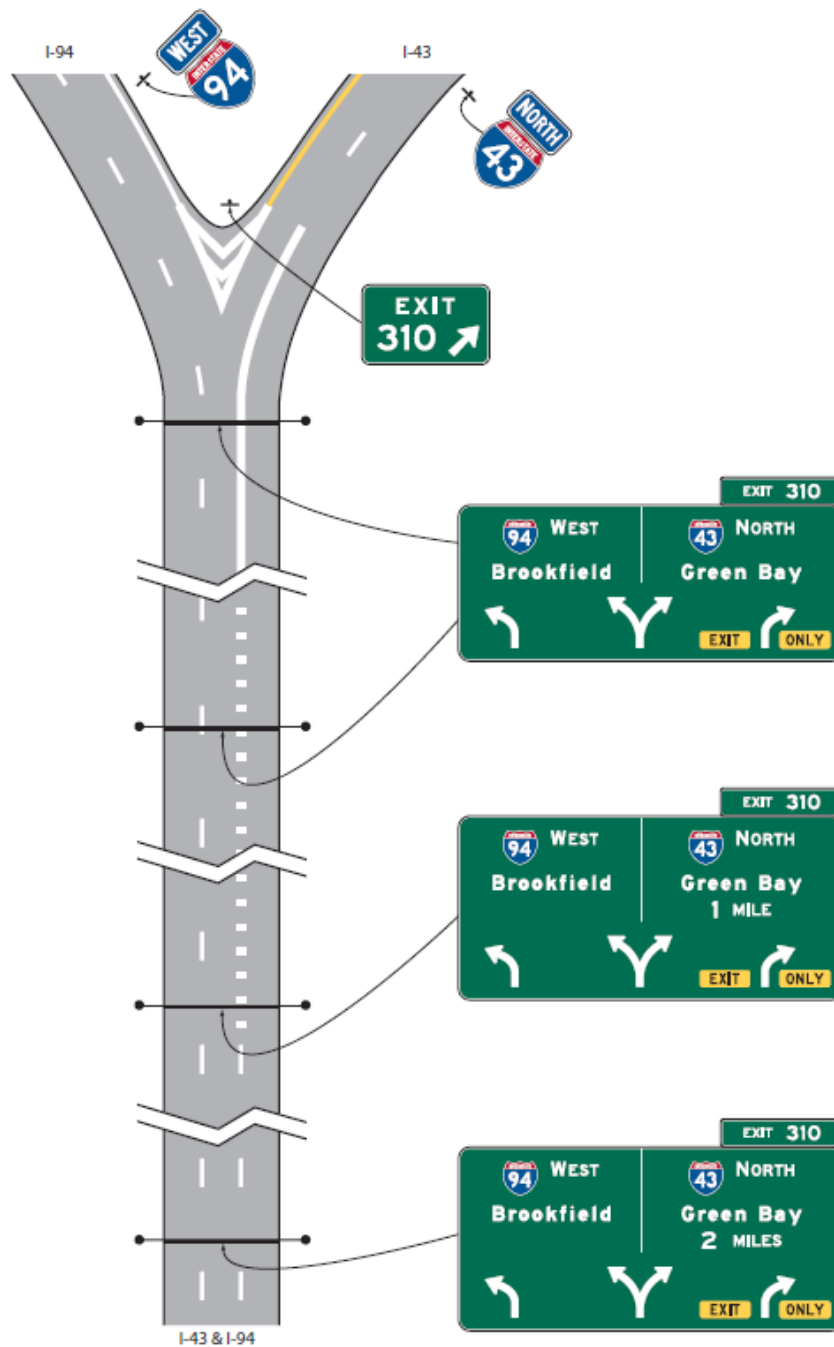 I-94
WEST
INTERSTATE
94
I-43
NORTH
INTERSTATE
43
EXIT
310
EXIT 310
94 WEST
43 NORTH
Brookfield
Green Bay
EXIT ONLY
EXIT 310
94 WEST
43 NORTH
Brookfield
Green Bay
1 MILE
EXIT ONLY
EXIT 310
94 WEST
43 NORTH
Brookfield
Green Bay
2 MILES
EXIT ONLY
I-43 & I-94